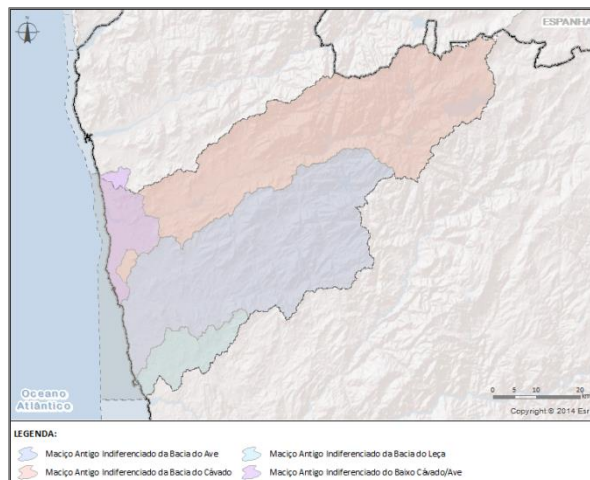 ESPANHA
Oceano
Atlântico
0 5 10 20
km
Copyright © 2014 Esri
LEGENDA:
Maciço Antigo Indiferenciado da Bacia do Ave
Maciço Antigo Indiferenciado da Bacia do Leça
Maciço Antigo Indiferenciado da Bacia do Cávado
Maciço Antigo Indiferenciado do Baixo Cávado/Ave